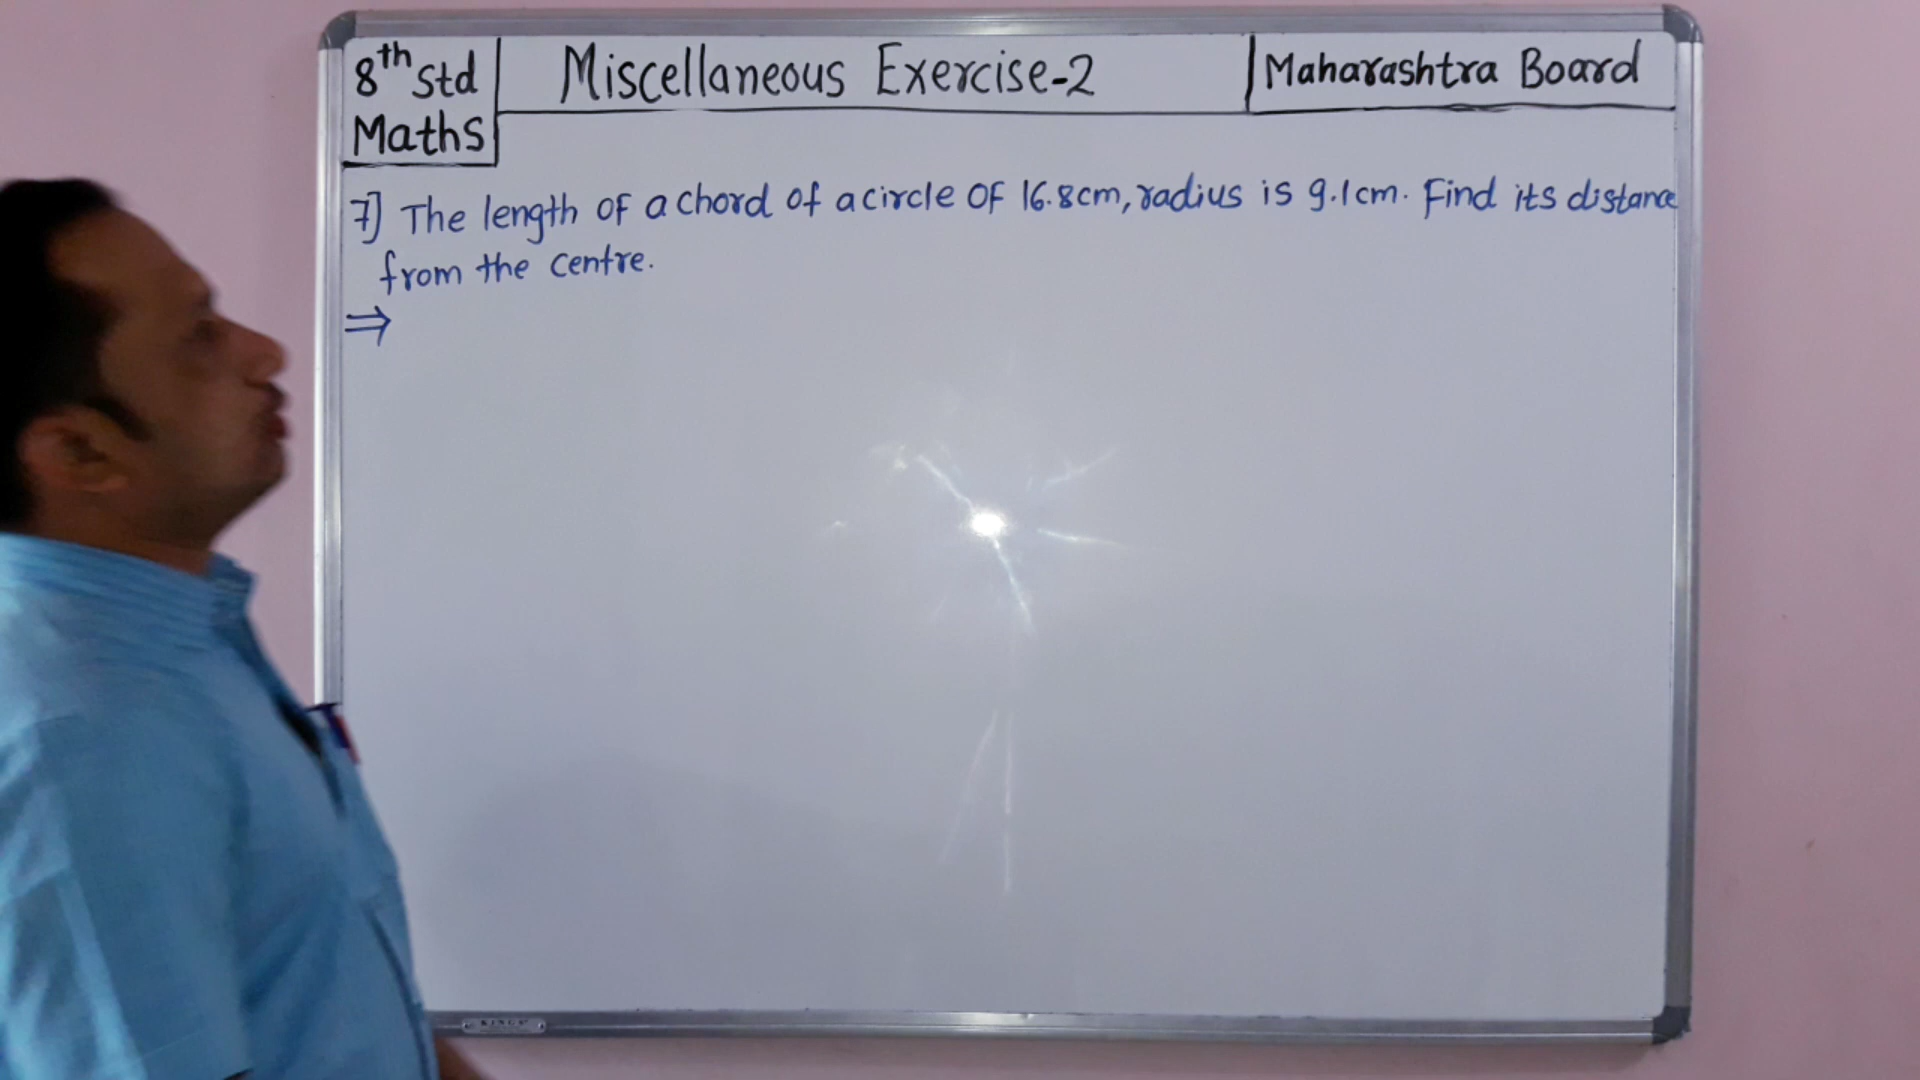 8th std
Maths
Miscellaneous Exercise-2
Maharashtra Board
7] The length of a chord of a circle of 16.8cm, radius is 9.1cm. Find its distance
from the centre.
⇒